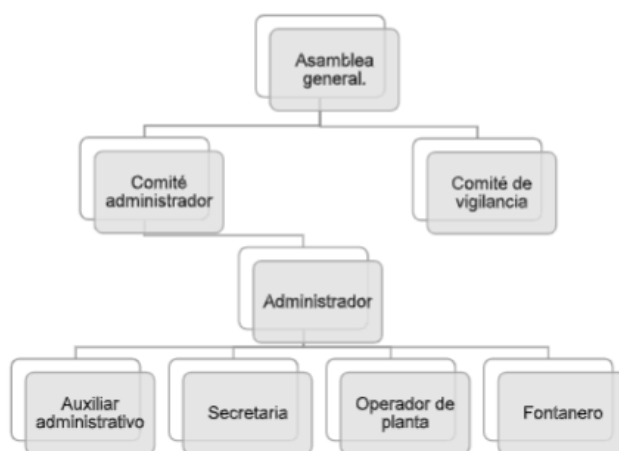 Asamblea
general.
Comité
administrador
Comité de
vigilancia
Administrador
Auxiliar
administrativo
Secretaria
Operador de
planta
Fontanero